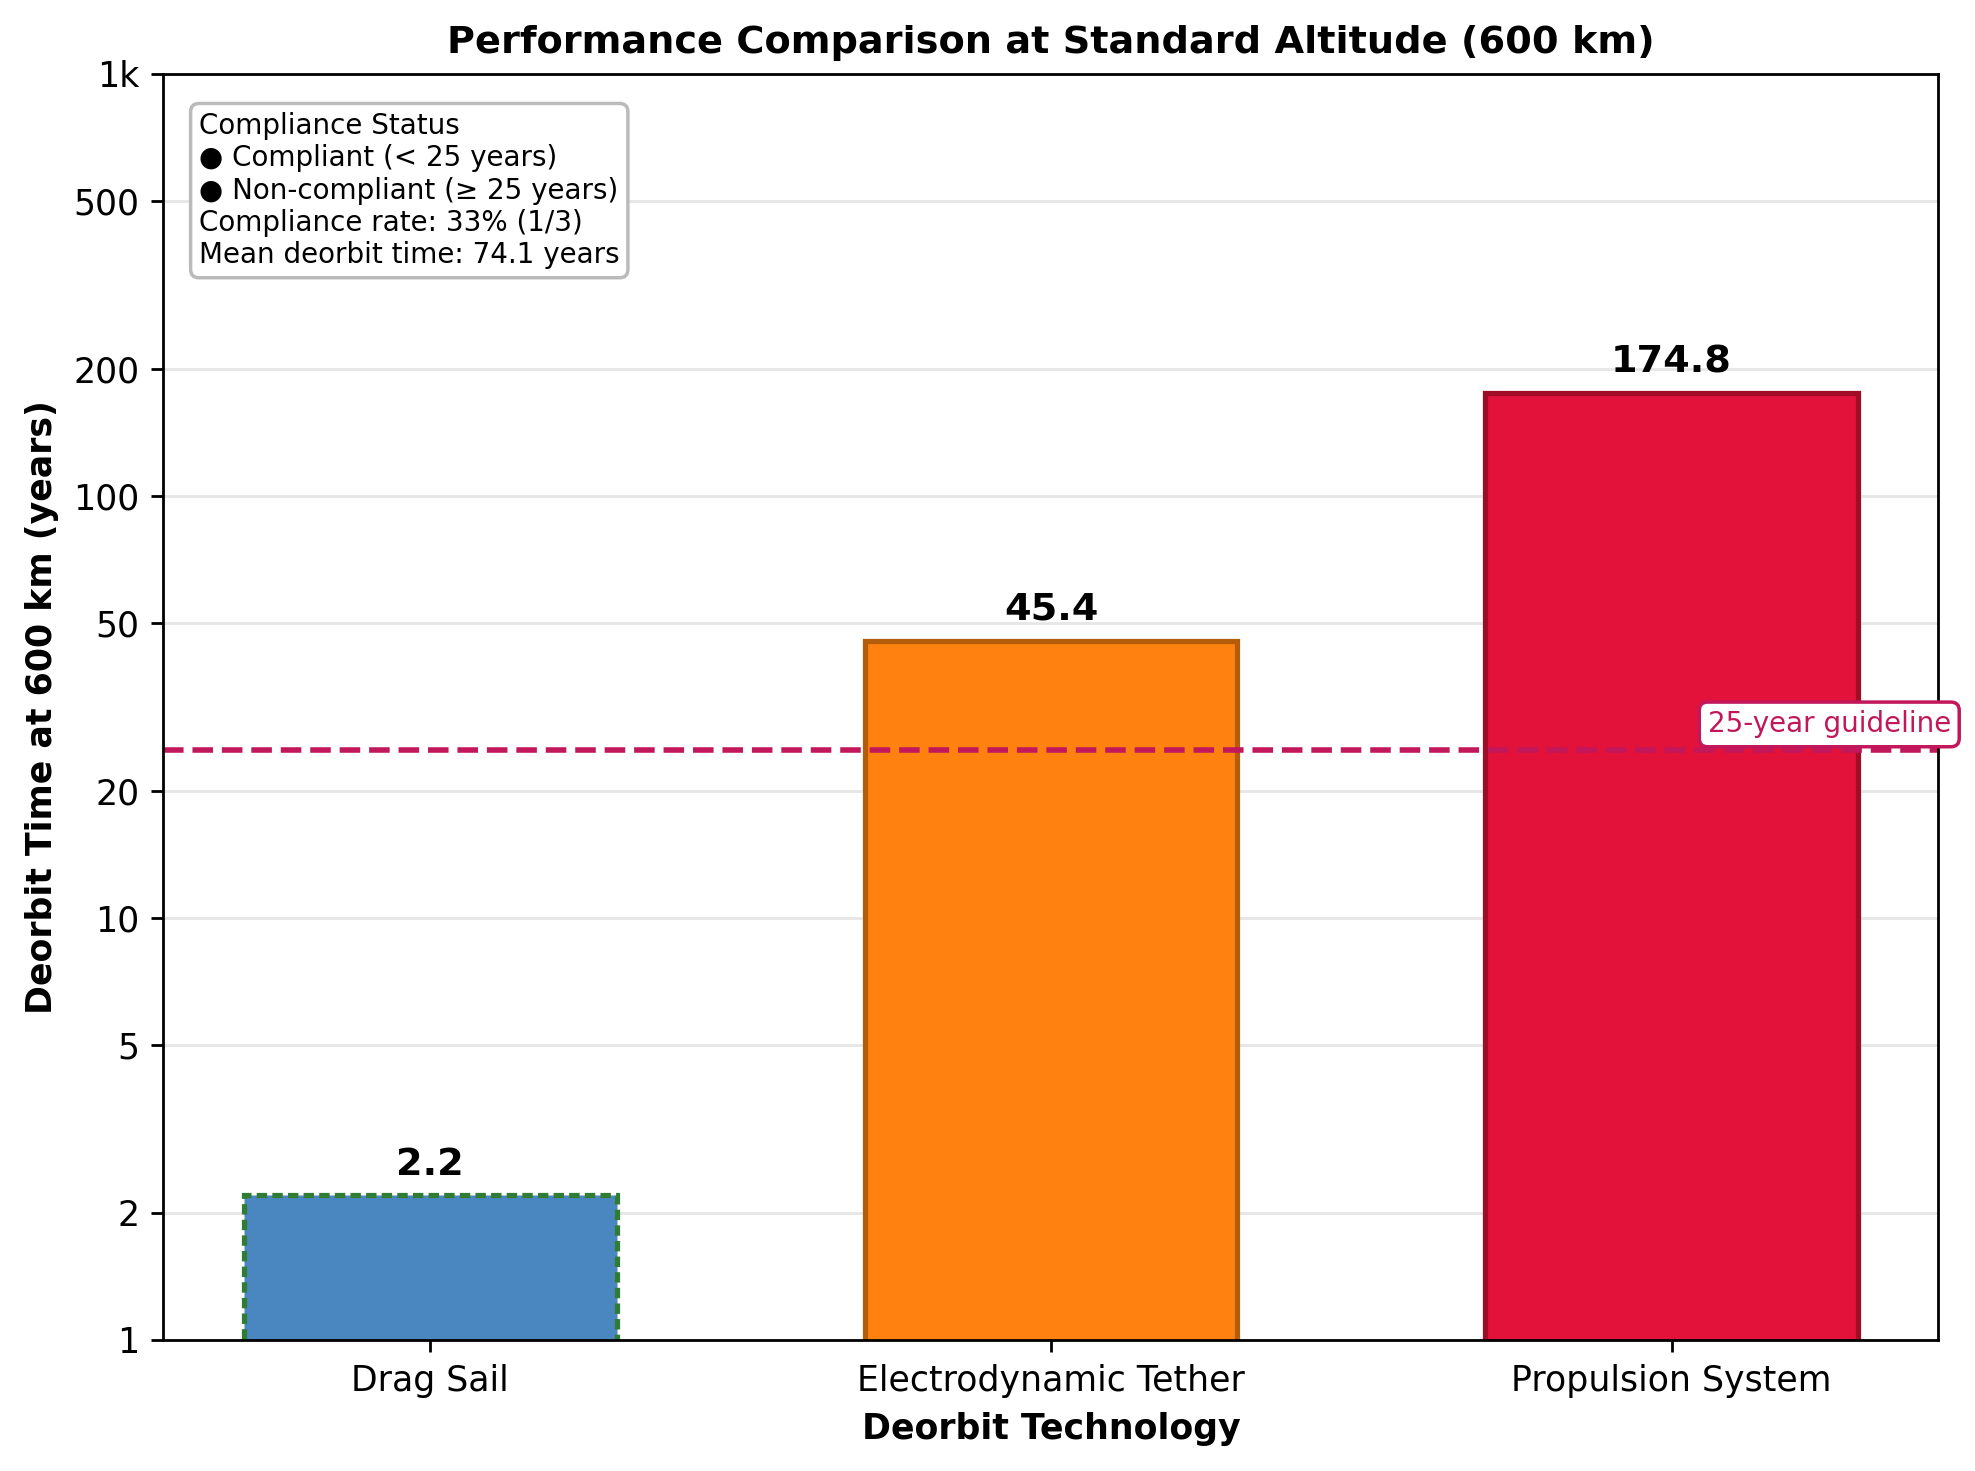 Performance Comparison at Standard Altitude (600 km)
1k
500
200
100
50
20
10
5
2
1
Deorbit Time at 600 km (years)
Compliance Status
● Compliant (< 25 years)
● Non-compliant (≥ 25 years)
Compliance rate: 33% (1/3)
Mean deorbit time: 74.1 years
2.2
45.4
174.8
25-year guideline
Drag Sail
Electrodynamic Tether
Propulsion System
Deorbit Technology